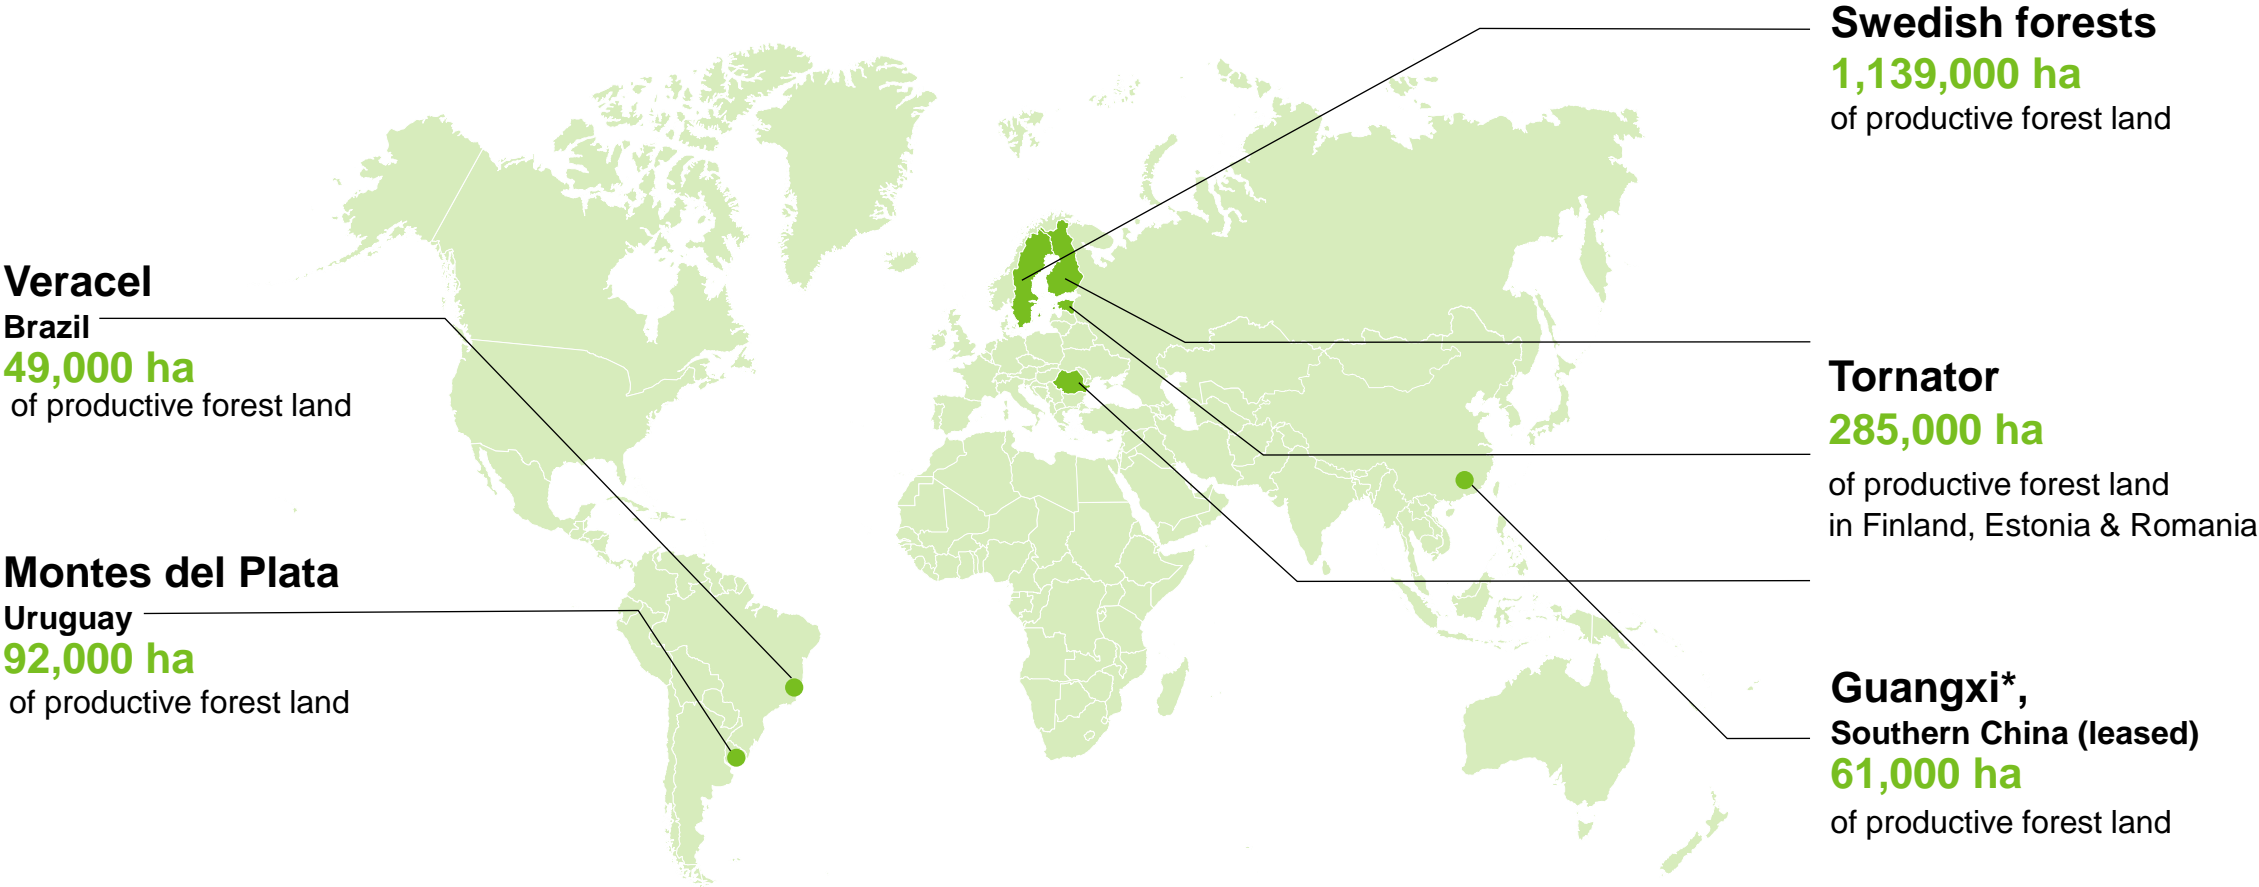 Swedish forests
1,139,000 ha
of productive forest land
Veracel
Brazil
49,000 ha
of productive forest land
Tornator
285,000 ha
of productive forest land
in Finland, Estonia & Romania
Montes del Plata
Uruguay
92,000 ha
of productive forest land
Guangxi*,
Southern China (leased)
61,000 ha
of productive forest land